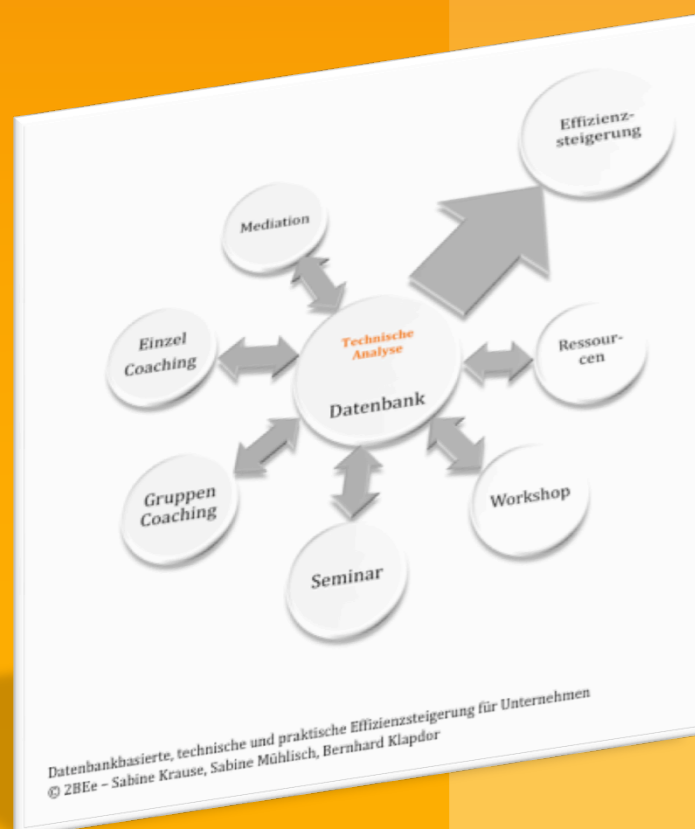 Effizienz-
steigerung
Mediation
Einzel
Coaching
Technische
Analyse
Datenbank
Ressour-
cen
Gruppen
Coaching
Workshop
Seminar
Datenbankbasierte, technische und praktische Effizienzsteigerung für Unternehmen
© 2BEe – Sabine Krause, Sabine Mühlisch, Bernhard Klapdor